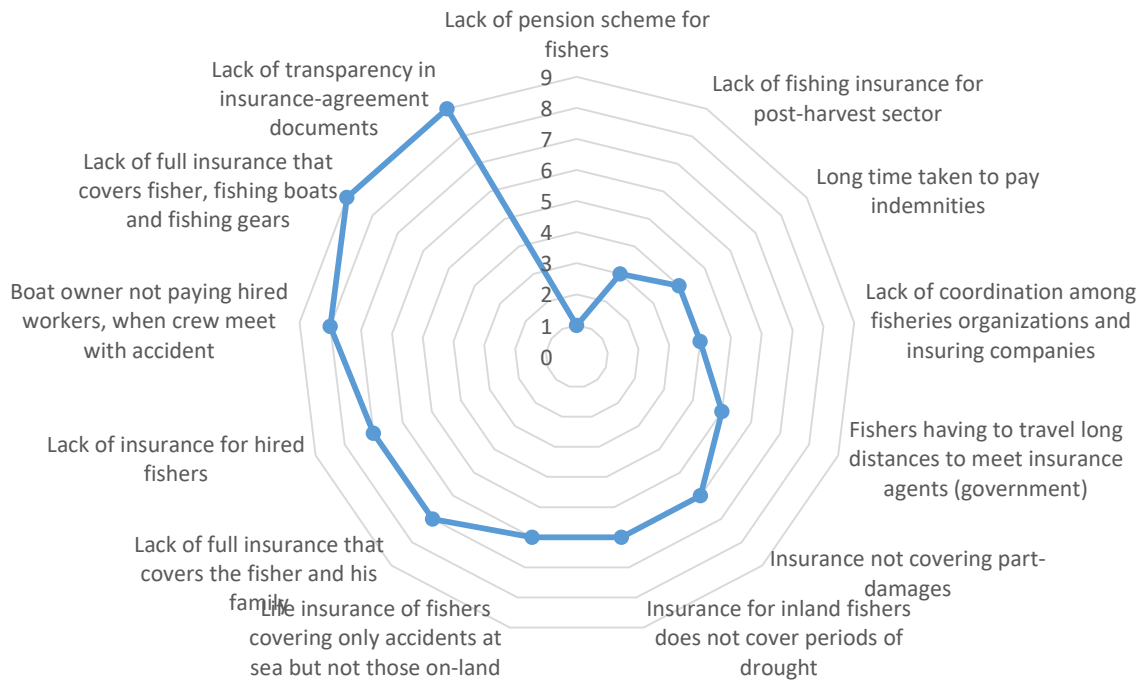 Lack of pension scheme for
fishers
Lack of fishing insurance for
post-harvest sector
Long time taken to pay
indemnities
Lack of coordination among
fisheries organizations and
insuring companies
Fishers having to travel long
distances to meet insurance
agents (government)
Insurance not covering part-
damages
Insurance for inland fishers
does not cover periods of
drought
Life insurance of fishers
covering only accidents at
sea but not those on-land
Lack of full insurance that
covers the fisher and his
family
Lack of insurance for hired
fishers
Boat owner not paying hired
workers, when crew meet
with accident
Lack of full insurance that
covers fisher, fishing boats
and fishing gears
Lack of transparency in
insurance-agreement
documents
9
8
7
6
5
4
3
2
1
0